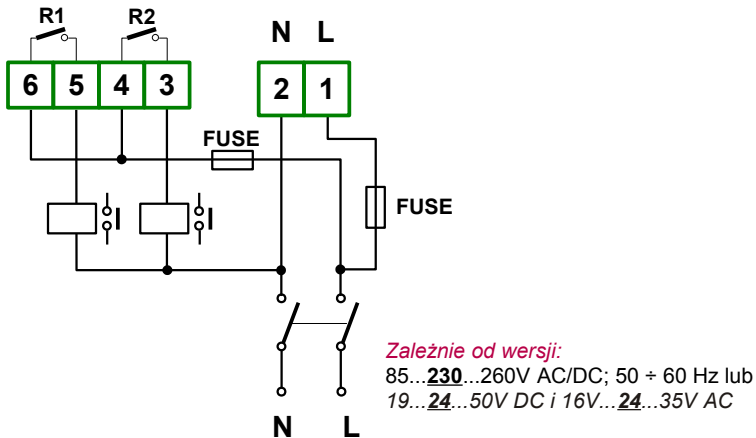 R1 R2 N L
6 5 4 3 2 1
FUSE
FUSE
Zależnie od wersji:
85...230...260V AC/DC; 50 ÷ 60 Hz lub
19...24...50V DC i 16V...24...35V AC
N L